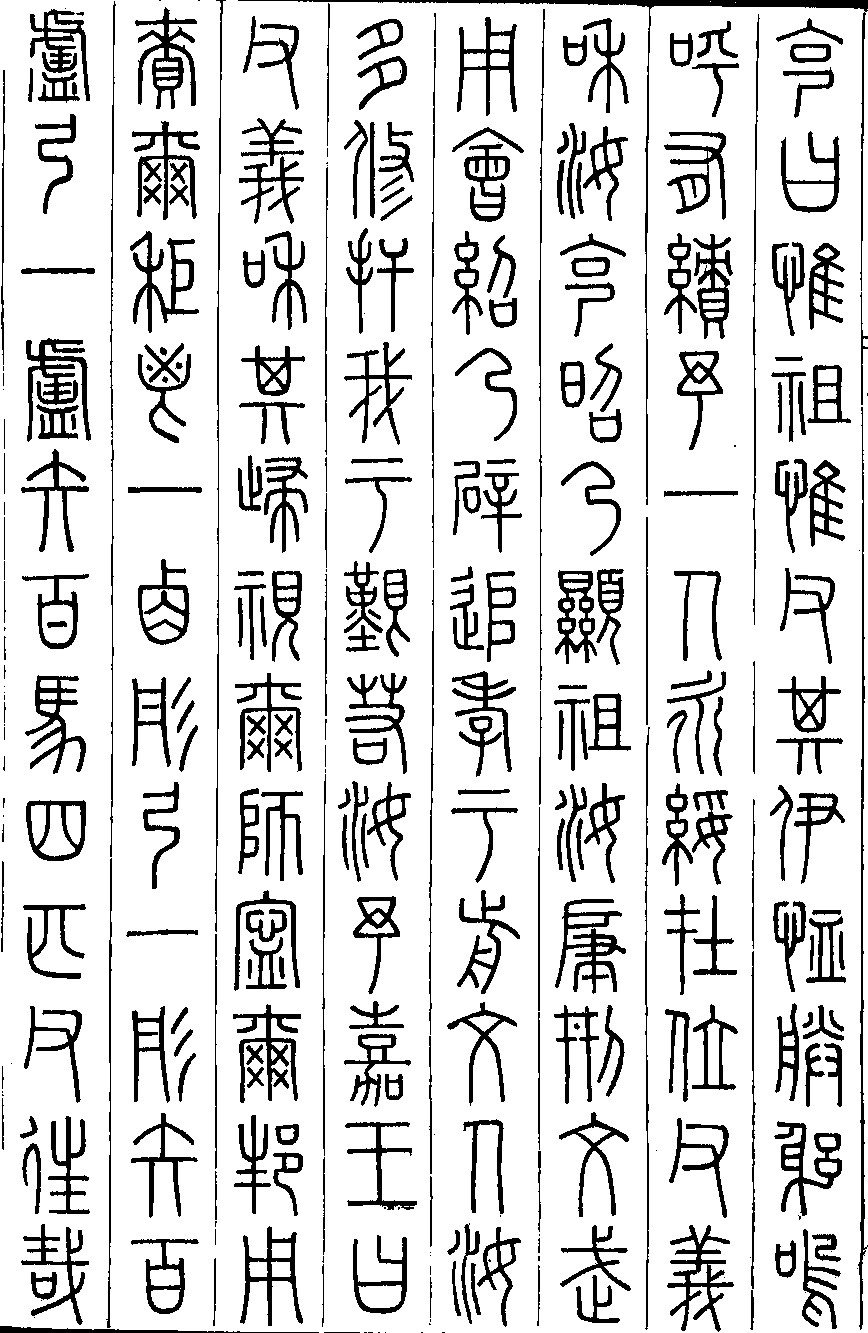 克曰惟祖惟父其伊恤朕躬嗚
呼有績予一人永綏在位父義
和汝克昭乃顯祖汝肇刑文武
用會紹乃辟追孝于前文人汝
多修扞我于艱若汝予嘉王曰
父義和其歸視爾師寧爾邦用
賚爾秬鬯一卣彤弓一彤矢百
盧弓一盧矢百馬四匹父往哉